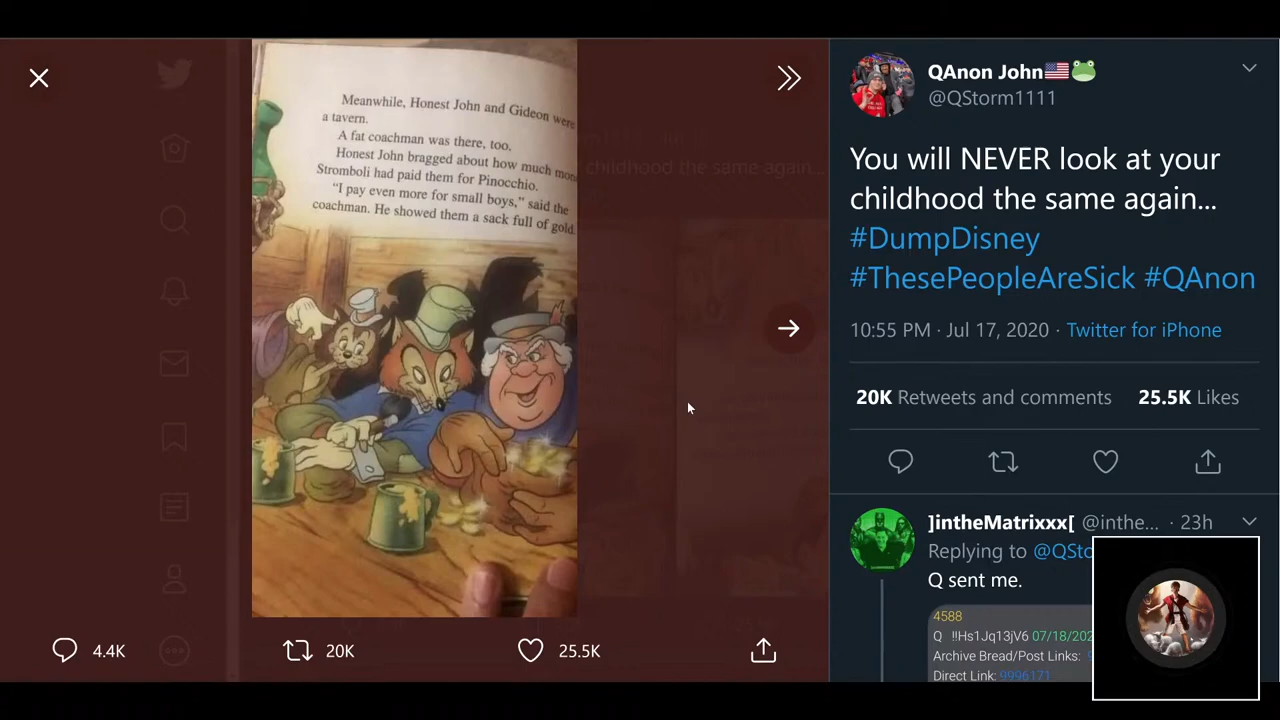 Meanwhile, Honest John and Gideon were
a tavern.
A fat coachman was there, too.
Honest John bragged about how much
Stromboli had paid them for Pinocchio.
"I pay even more for small boys," said the
coachman. He showed them a sack full of gold.
4.4K
20K
25.5K
QAnon John
@QStorm1111
You will NEVER look at your
childhood the same again...
#DumpDisney
#ThesePeopleAreSick #QAnon
10:55 PM · Jul 17, 2020 · Twitter for iPhone
20K Retweets and comments 25.5K Likes
]intheMatrixxx[ @inthe... · 23h
Replying to @QSto
Q sent me.
4588
Q !!Hs1Jq13jV6 07/18/202
Archive Bread/Post Links:
Direct Link: 9996171